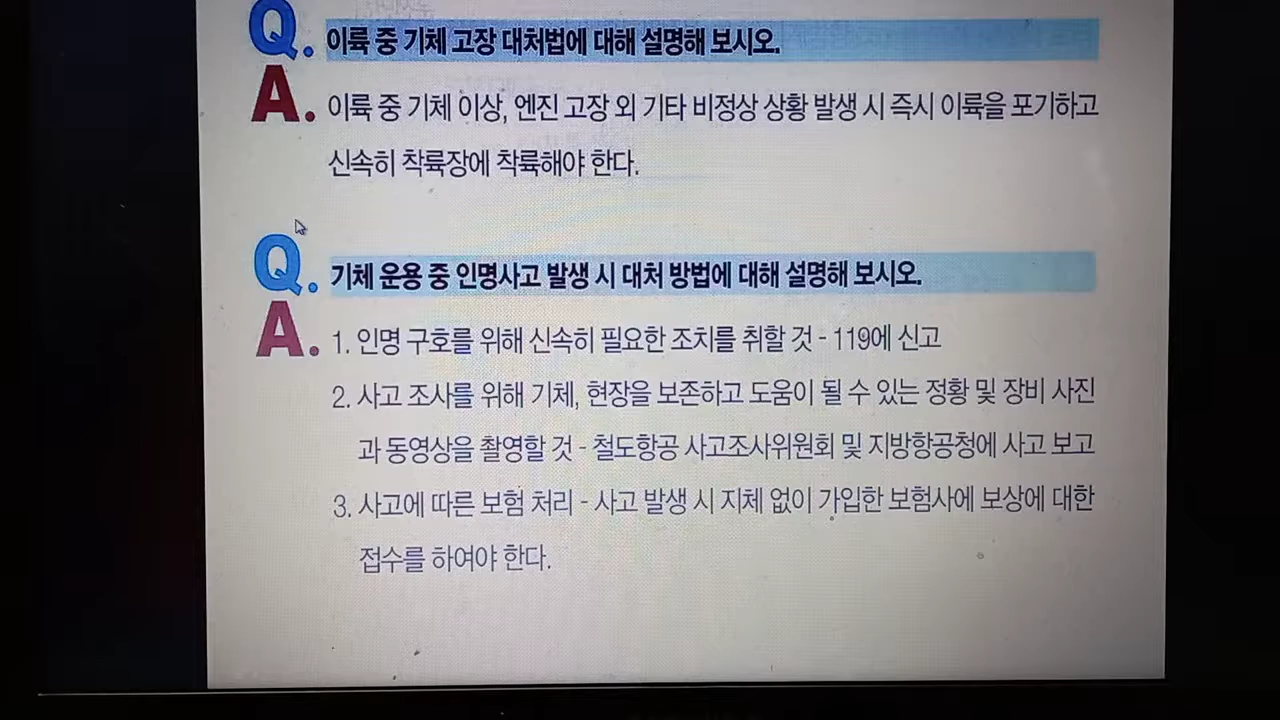 Q. 이륙 중 기체 고장 대처법에 대해 설명해 보시오.
A. 이륙 중 기체 이상, 엔진 고장 외 기타 비정상 상황 발생 시 즉시 이륙을 포기하고
신속히 착륙장에 착륙해야 한다.
Q. 기체 운용 중 인명사고 발생 시 대처 방법에 대해 설명해 보시오.
A. 1. 인명 구호를 위해 신속히 필요한 조치를 취할 것 - 119에 신고
2. 사고 조사를 위해 기체, 현장을 보존하고 도움이 될 수 있는 정황 및 장비 사진
과 동영상을 촬영할 것 - 철도항공 사고조사위원회 및 지방항공청에 사고 보고
3. 사고에 따른 보험 처리 - 사고 발생 시 지체 없이 가입한 보험사에 보상에 대한
접수를 하여야 한다.